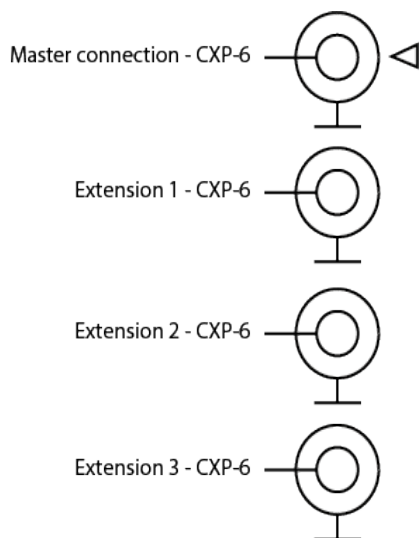 Master connection - CXP-6
Extension 1 - CXP-6
Extension 2 - CXP-6
Extension 3 - CXP-6